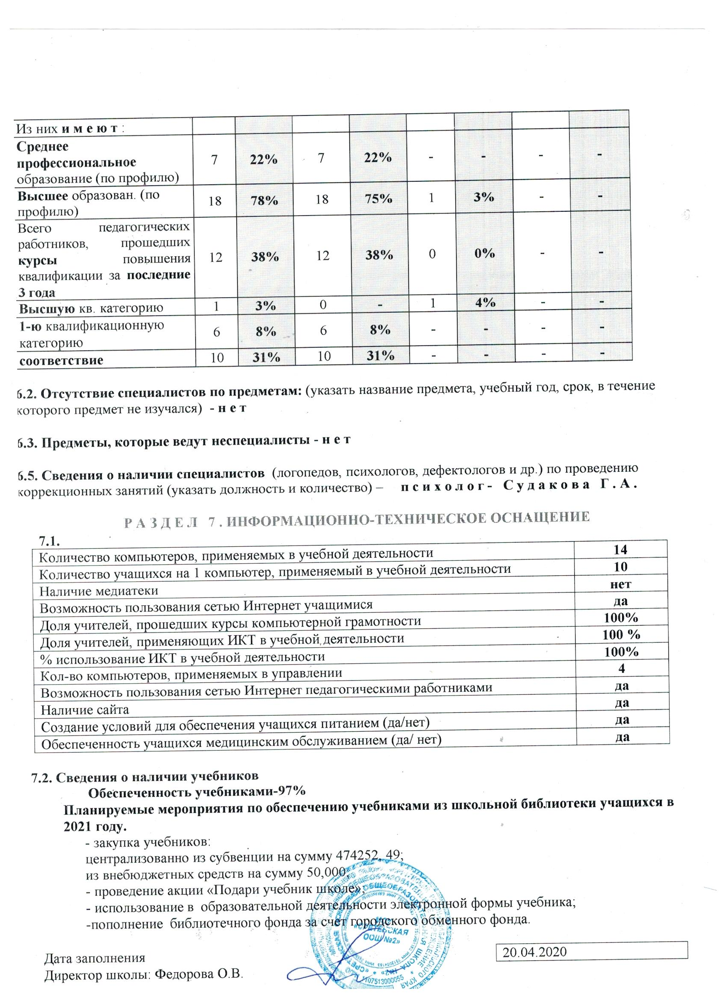 Из них и м е ю т :
Среднее
профессиональное
образование (по профилю)
7 22% 7 22% - - - -
Высшее образован. (по
профилю)
18 78% 18 75% 1 3% - -
Всего педагогических
работников, прошедших
курсы повышения
квалификации за последние
3 года
12 38% 12 38% 0 0% - -
Высшую кв. категорию 1 3% 0 - 1 4% - -
1-ю квалификационную
категорию
6 8% 6 8% - - - -
соответствие 10 31% 10 31% - - - -
6.2. Отсутствие специалистов по предметам: (указать название предмета, учебный год, срок, в течение
которого предмет не изучался) - н е т
6.3. Предметы, которые ведут неспециалисты - н е т
6.5. Сведения о наличии специалистов (логопедов, психологов, дефектологов и др.) по проведению
коррекционных занятий (указать должность и количество) – п с и х о л о г - С у д а к о в а Г . А .
Р А З Д Е Л 7 . ИНФОРМАЦИОННО-ТЕХНИЧЕСКОЕ ОСНАЩЕНИЕ
7.1.
Количество компьютеров, применяемых в учебной деятельности 14
Количество учащихся на 1 компьютер, применяемый в учебной деятельности 10
Наличие медиатеки нет
Возможность пользования сетью Интернет учащимися да
Доля учителей, прошедших курсы компьютерной грамотности 100%
Доля учителей, применяющих ИКТ в учебной деятельности 100 %
% использование ИКТ в учебной деятельности 100%
Кол-во компьютеров, применяемых в управлении 4
Возможность пользования сетью Интернет педагогическими работниками да
Наличие сайта да
Создание условий для обеспечения учащихся питанием (да/нет) да
Обеспеченность учащихся медицинским обслуживанием (да/ нет) да
7.2. Сведения о наличии учебников
Обеспеченность учебниками-97%
Планируемые мероприятия по обеспечению учебниками из школьной библиотеки учащихся в
2021 году.
- закупка учебников:
централизованно из субвенции на сумму 474252, 49;
из внебюджетных средств на сумму 50,000;
- проведение акции «Подари учебник школе»;
- использование в образовательной деятельности электронной формы учебника;
-пополнение библиотечного фонда за счет городского обменного фонда.
«СРЕТЕНСКАЯ
ООШ №2»
Дата заполнения 20.04.2020
Директор школы: Федорова О.В.